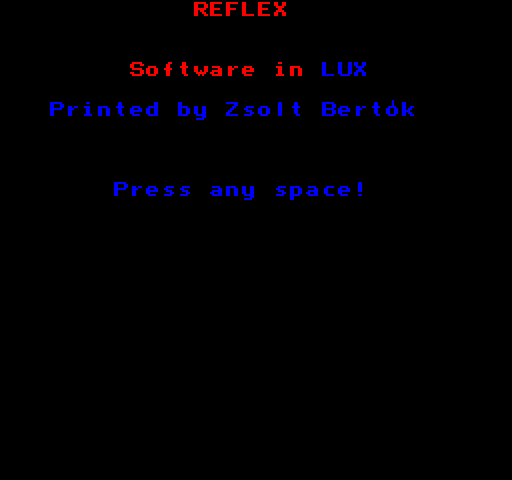 REFLEX
Software in LUX
Printed by Zsolt Bertók
Press any space!